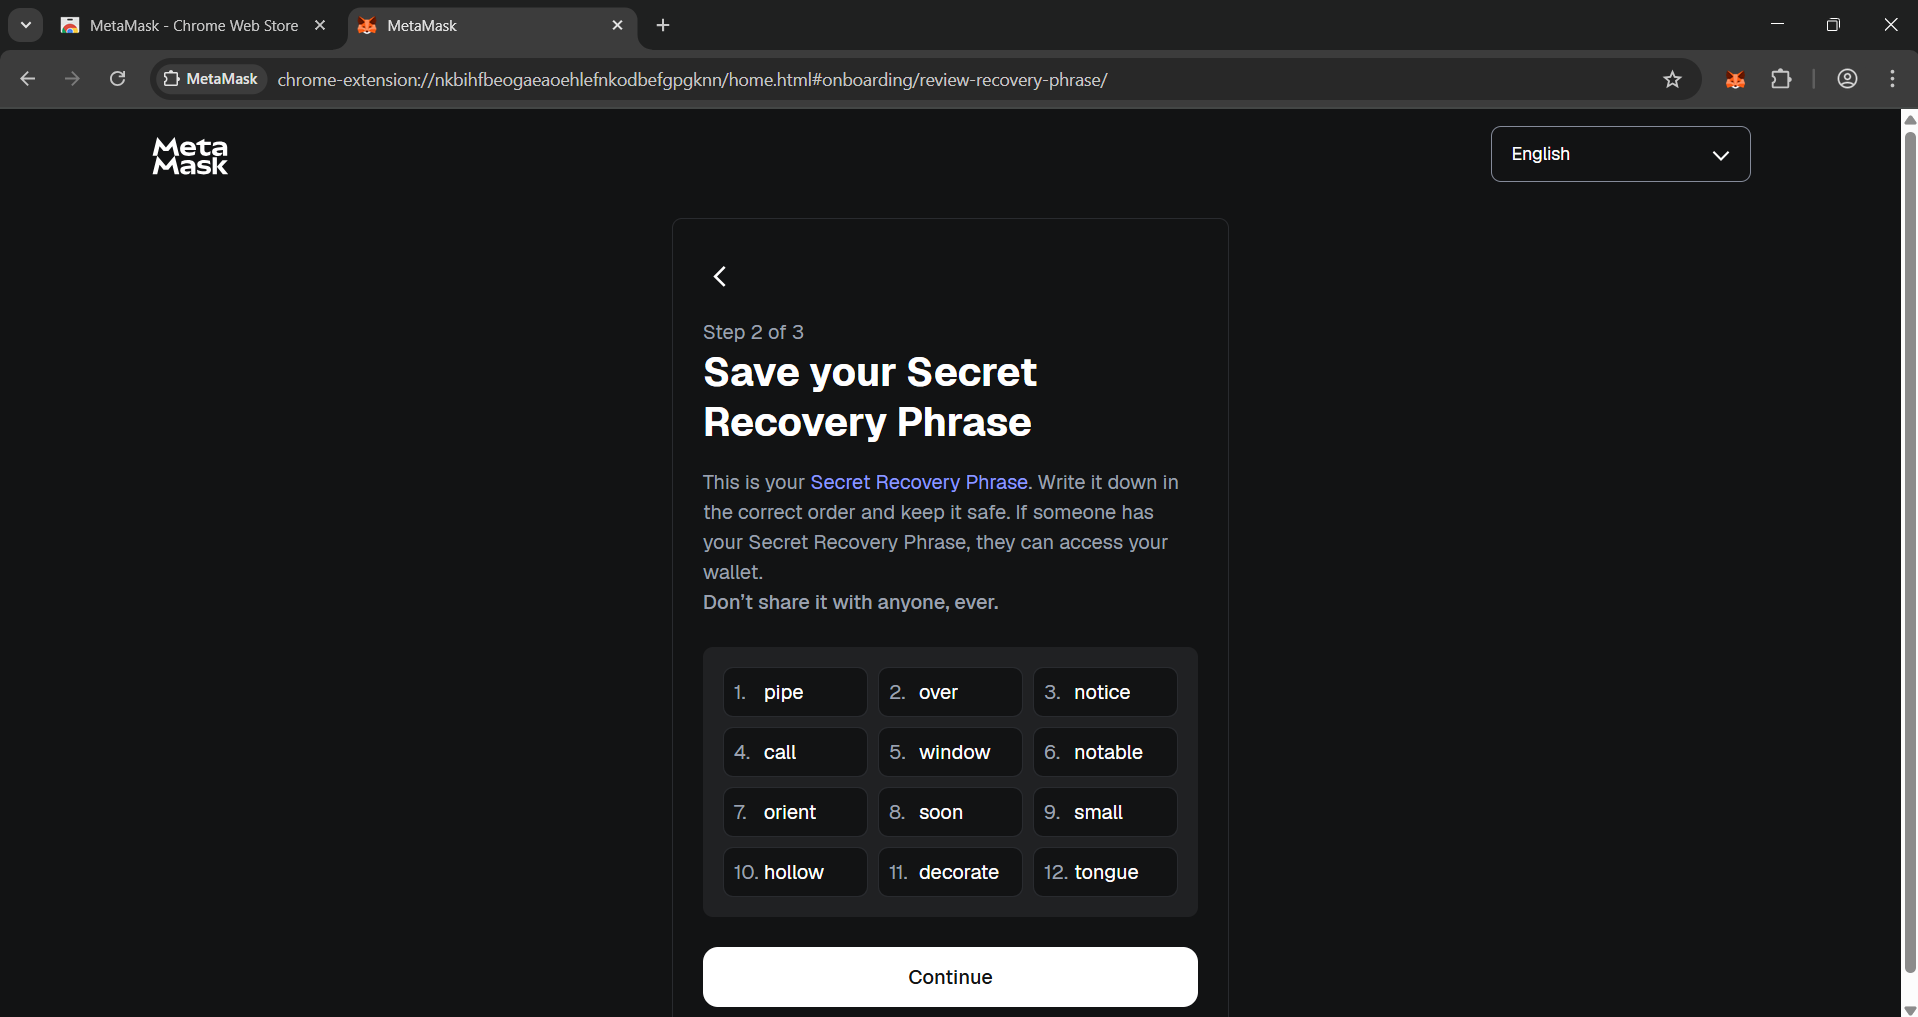 MetaMask - Chrome Web Store
MetaMask
MetaMask
chrome-extension://nkbihfbeogaeaoehlefnkodbefgpgknn/home.html#onboarding/review-recovery-phrase/
Meta
Mask
English
Step 2 of 3
Save your Secret
Recovery Phrase
This is your Secret Recovery Phrase. Write it down in
the correct order and keep it safe. If someone has
your Secret Recovery Phrase, they can access your
wallet.
Don't share it with anyone, ever.
1. pipe 2. over 3. notice
4. call 5. window 6. notable
7. orient 8. soon 9. small
10. hollow 11. decorate 12. tongue
Continue